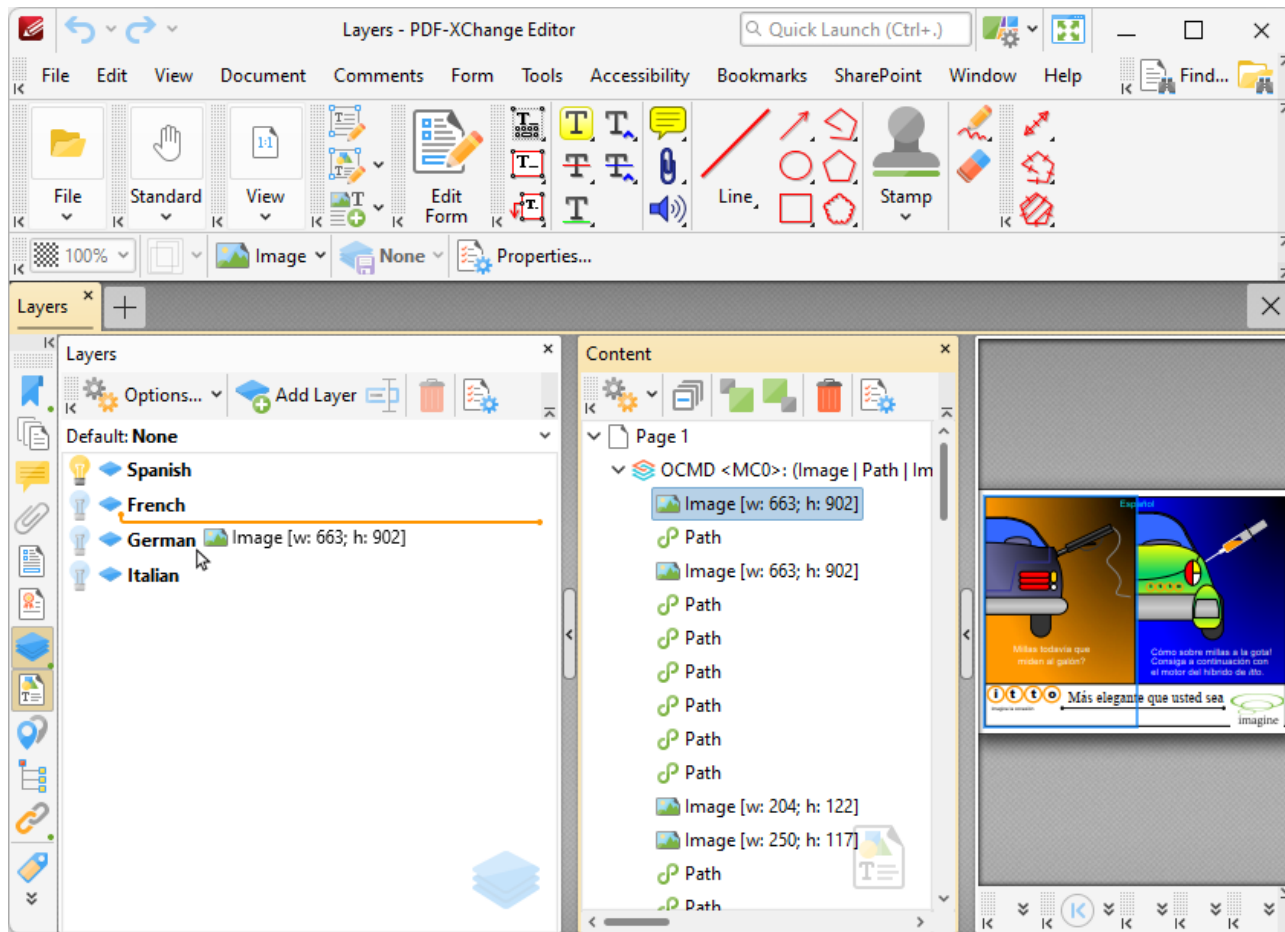 Layers - PDF-XChange Editor
Quick Launch (Ctrl+.)
File Edit View Document Comments Form Tools Accessibility Bookmarks SharePoint Window Help
Find...
File
Standard
1:1
View
Edit
Form
Line
Stamp
100%
Image
None
Properties...
Layers
Layers
Options...
Add Layer
Default: None
Spanish
French
German
Image [w: 663; h: 902]
Italian
Content
Page 1
OCMD <MC0>: (Image | Path | Im
Image [w: 663; h: 902]
Path
Image [w: 663; h: 902]
Path
Path
Path
Path
Path
Path
Image [w: 204; h: 122]
Image [w: 250; h: 117]
Path
Path
Español
Millas todavía que
miden al galón?
Cómo sobre millas a la gota!
Consiga a continuación con
el motor del híbrido de itto.
itto
Más elegante que usted sea
imagine